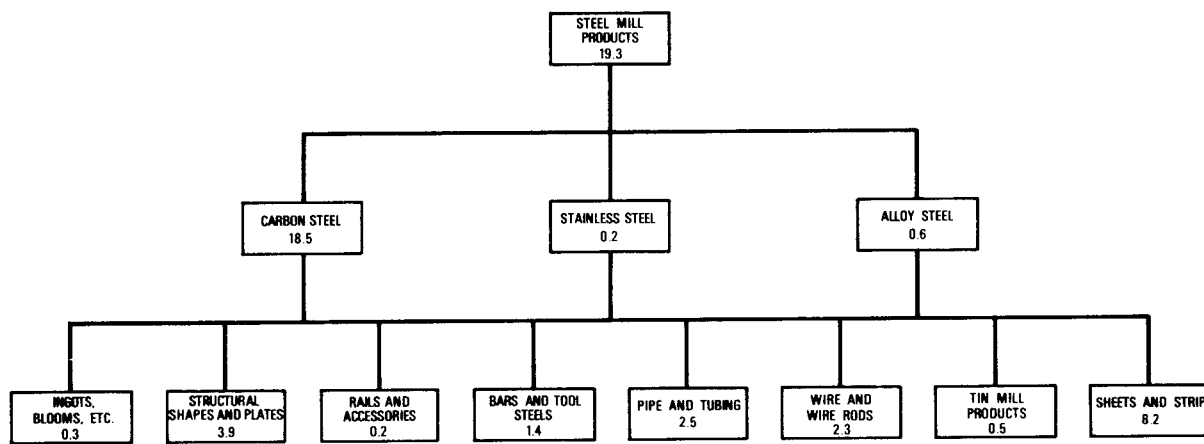 STEEL MILL
PRODUCTS
19.3
CARBON STEEL
18.5
STAINLESS STEEL
0.2
ALLOY STEEL
0.6
INGOTS,
BLOOMS, ETC.
0.3
STRUCTURAL
SHAPES AND PLATES
3.9
RAILS AND
ACCESSORIES
0.2
BARS AND TOOL
STEELS
1.4
PIPE AND TUBING
2.5
WIRE AND
WIRE RODS
2.3
TIN MILL
PRODUCTS
0.5
SHEETS AND STRIP
8.2